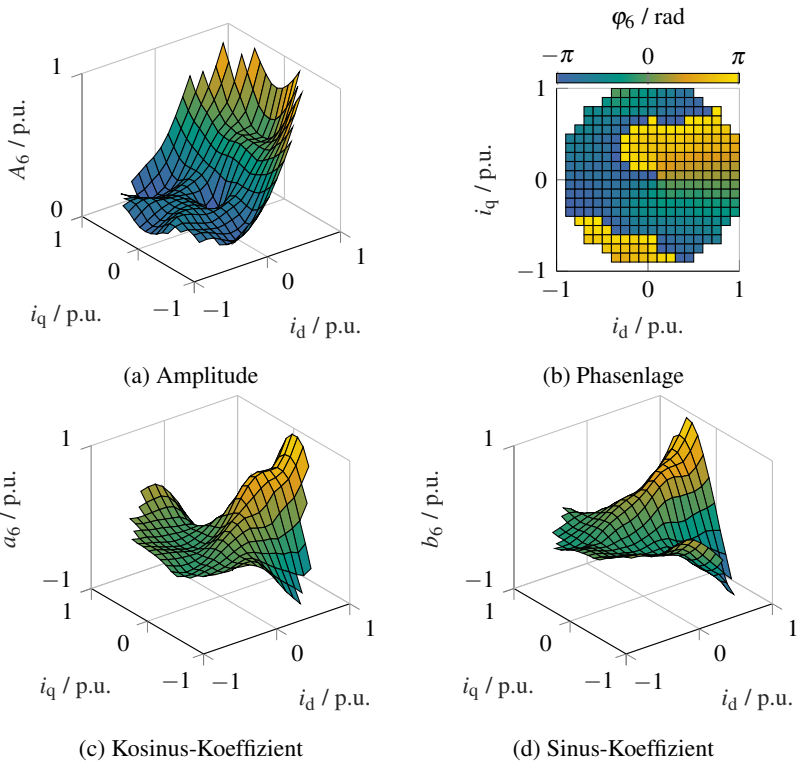 φ6 / rad
−π 0 π
1
A6 / p.u.
0
1
0
−1
−1
0
1
iq / p.u.
id / p.u.
1
iq / p.u.
0
−1
−1 0 1
id / p.u.
(a) Amplitude
(b) Phasenlage
1
a6 / p.u.
−1
1
0
−1
−1
0
1
iq / p.u.
id / p.u.
1
b6 / p.u.
−1
1
0
−1
−1
0
1
iq / p.u.
id / p.u.
(c) Kosinus-Koeffizient
(d) Sinus-Koeffizient